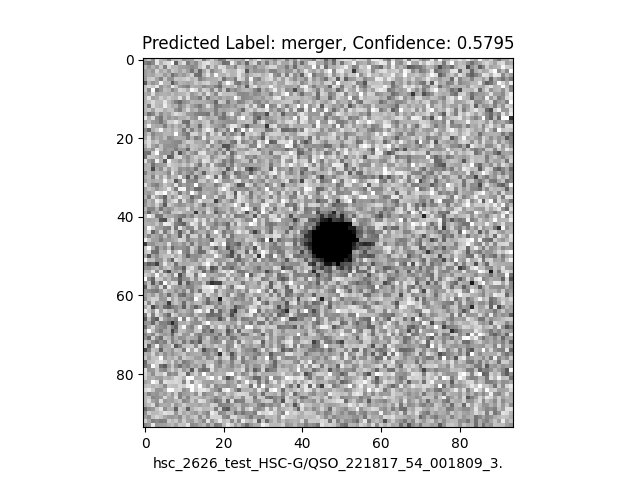 Predicted Label: merger, Confidence: 0.5795
0
20
40
60
80
0 20 40 60 80
hsc_2626_test_HSC-G/QSO_221817_54_001809_3.